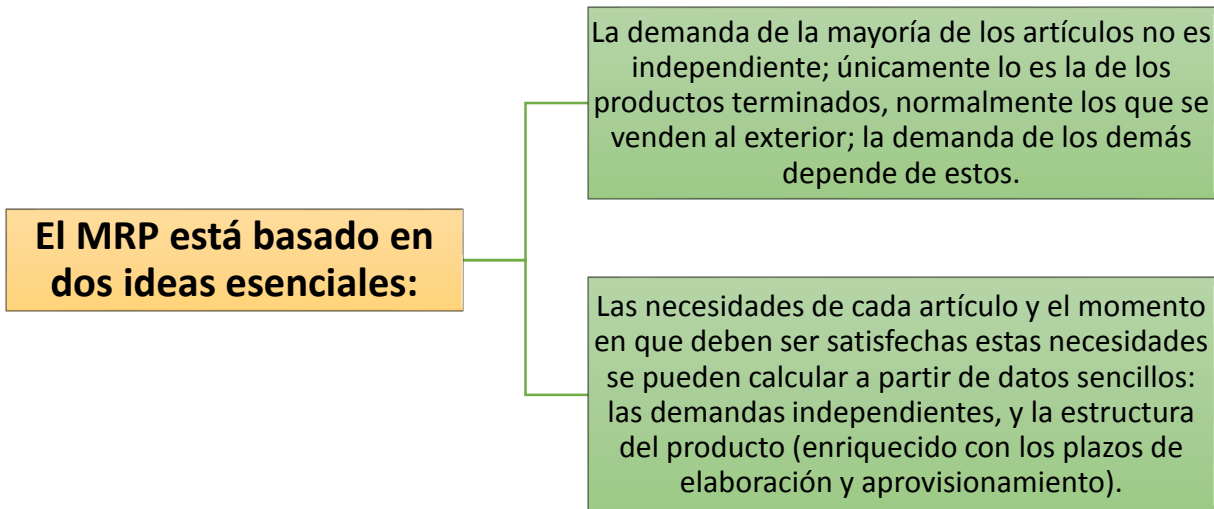 El MRP está basado en
dos ideas esenciales:
La demanda de la mayoría de los artículos no es
independiente; únicamente lo es la de los
productos terminados, normalmente los que se
venden al exterior; la demanda de los demás
depende de estos.
Las necesidades de cada artículo y el momento
en que deben ser satisfechas estas necesidades
se pueden calcular a partir de datos sencillos:
las demandas independientes, y la estructura
del producto (enriquecido con los plazos de
elaboración y aprovisionamiento).